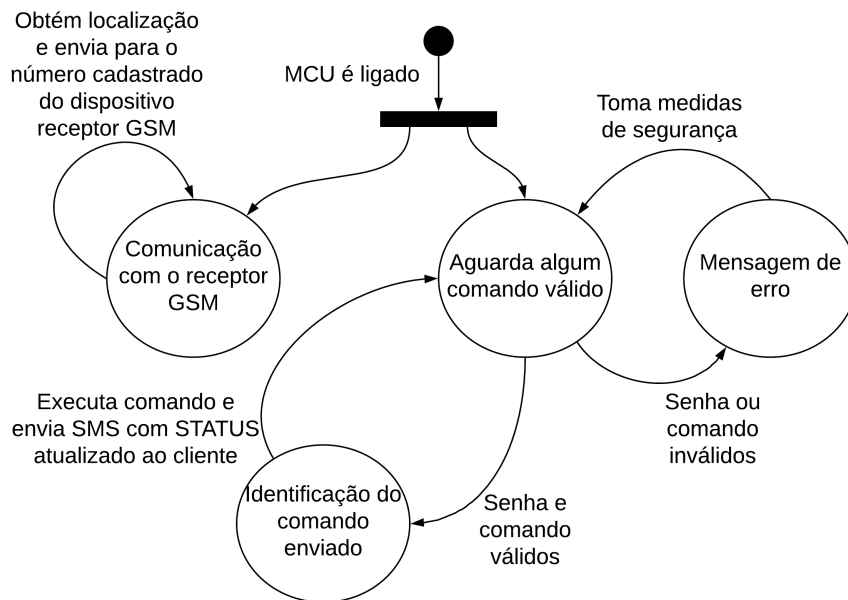 Obtém localização
e envia para o
número cadastrado
do dispositivo
receptor GSM
MCU é ligado
Toma medidas
de segurança
Comunicação
com o receptor
GSM
Aguarda algum
comando válido
Mensagem de
erro
Executa comando e
envia SMS com STATUS
atualizado ao cliente
Senha ou
comando
inválidos
Identificação do
comando
enviado
Senha e
comando
válidos